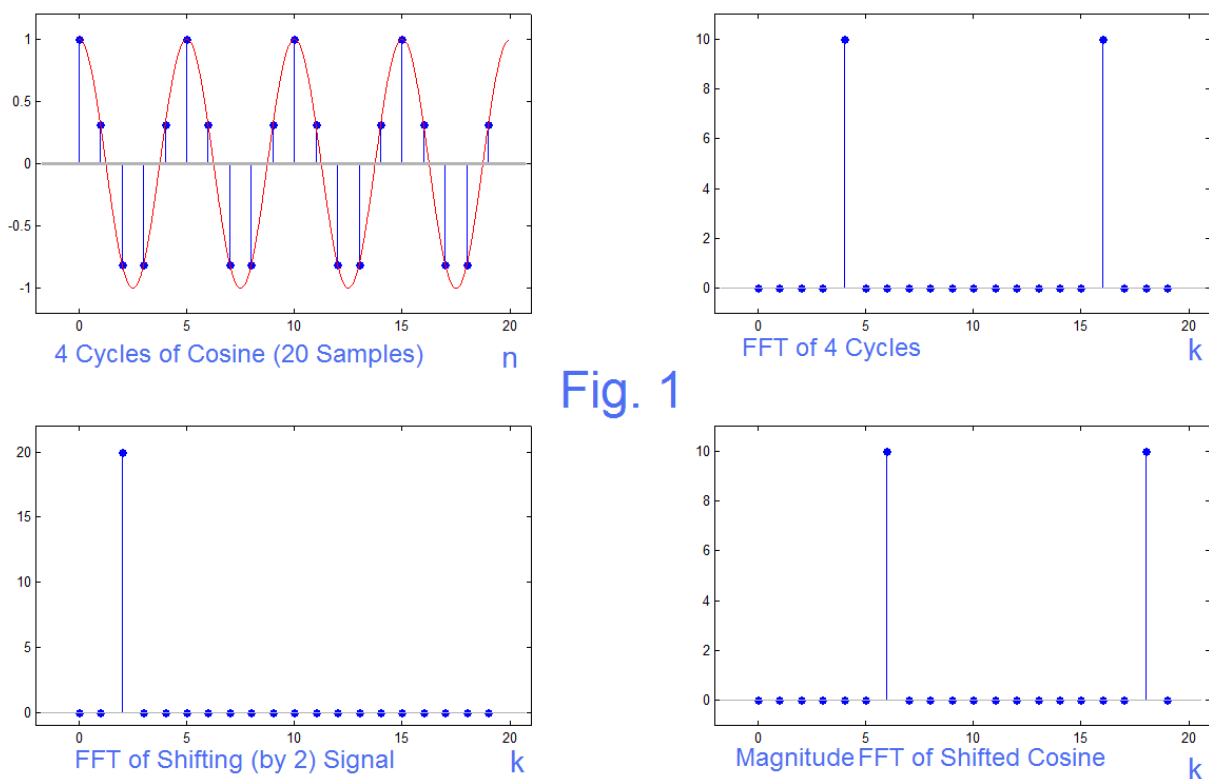 1
0.5
0
-0.5
-1
0 5 10 15 20
4 Cycles of Cosine (20 Samples) n
10
8
6
4
2
0
0 5 10 15 20
FFT of 4 Cycles k
Fig. 1
20
15
10
5
0
0 5 10 15 20
FFT of Shifting (by 2) Signal k
10
8
6
4
2
0
0 5 10 15 20
Magnitude FFT of Shifted Cosine k